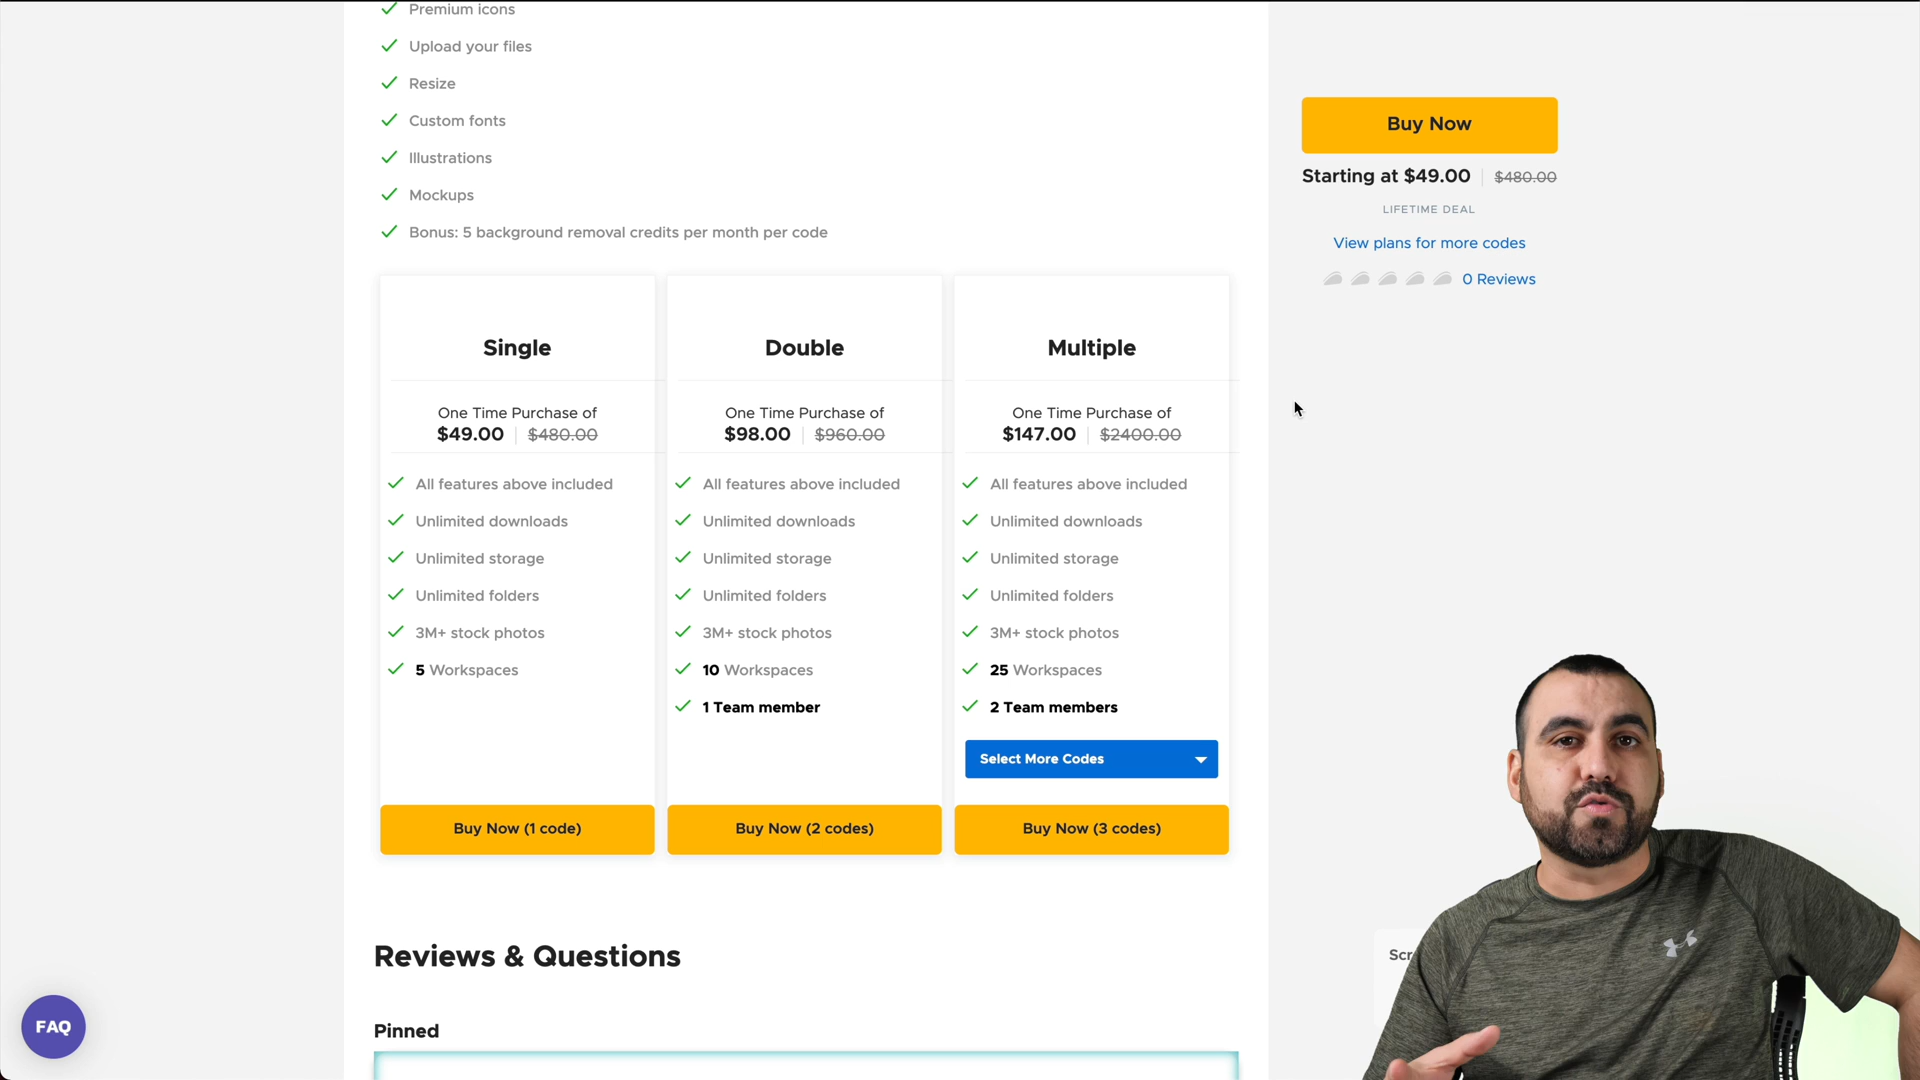 Premium icons
Upload your files
Resize
Custom fonts
Illustrations
Mockups
Bonus: 5 background removal credits per month per code
Buy Now
Starting at $49.00 $480.00
LIFETIME DEAL
View plans for more codes
0 Reviews
Single
One Time Purchase of
$49.00 $480.00
All features above included
Unlimited downloads
Unlimited storage
Unlimited folders
3M+ stock photos
5 Workspaces
Buy Now (1 code)
Double
One Time Purchase of
$98.00 $960.00
All features above included
Unlimited downloads
Unlimited storage
Unlimited folders
3M+ stock photos
10 Workspaces
1 Team member
Buy Now (2 codes)
Multiple
One Time Purchase of
$147.00 $2400.00
All features above included
Unlimited downloads
Unlimited storage
Unlimited folders
3M+ stock photos
25 Workspaces
2 Team members
Select More Codes
Buy Now (3 codes)
Reviews & Questions
Pinned
FAQ